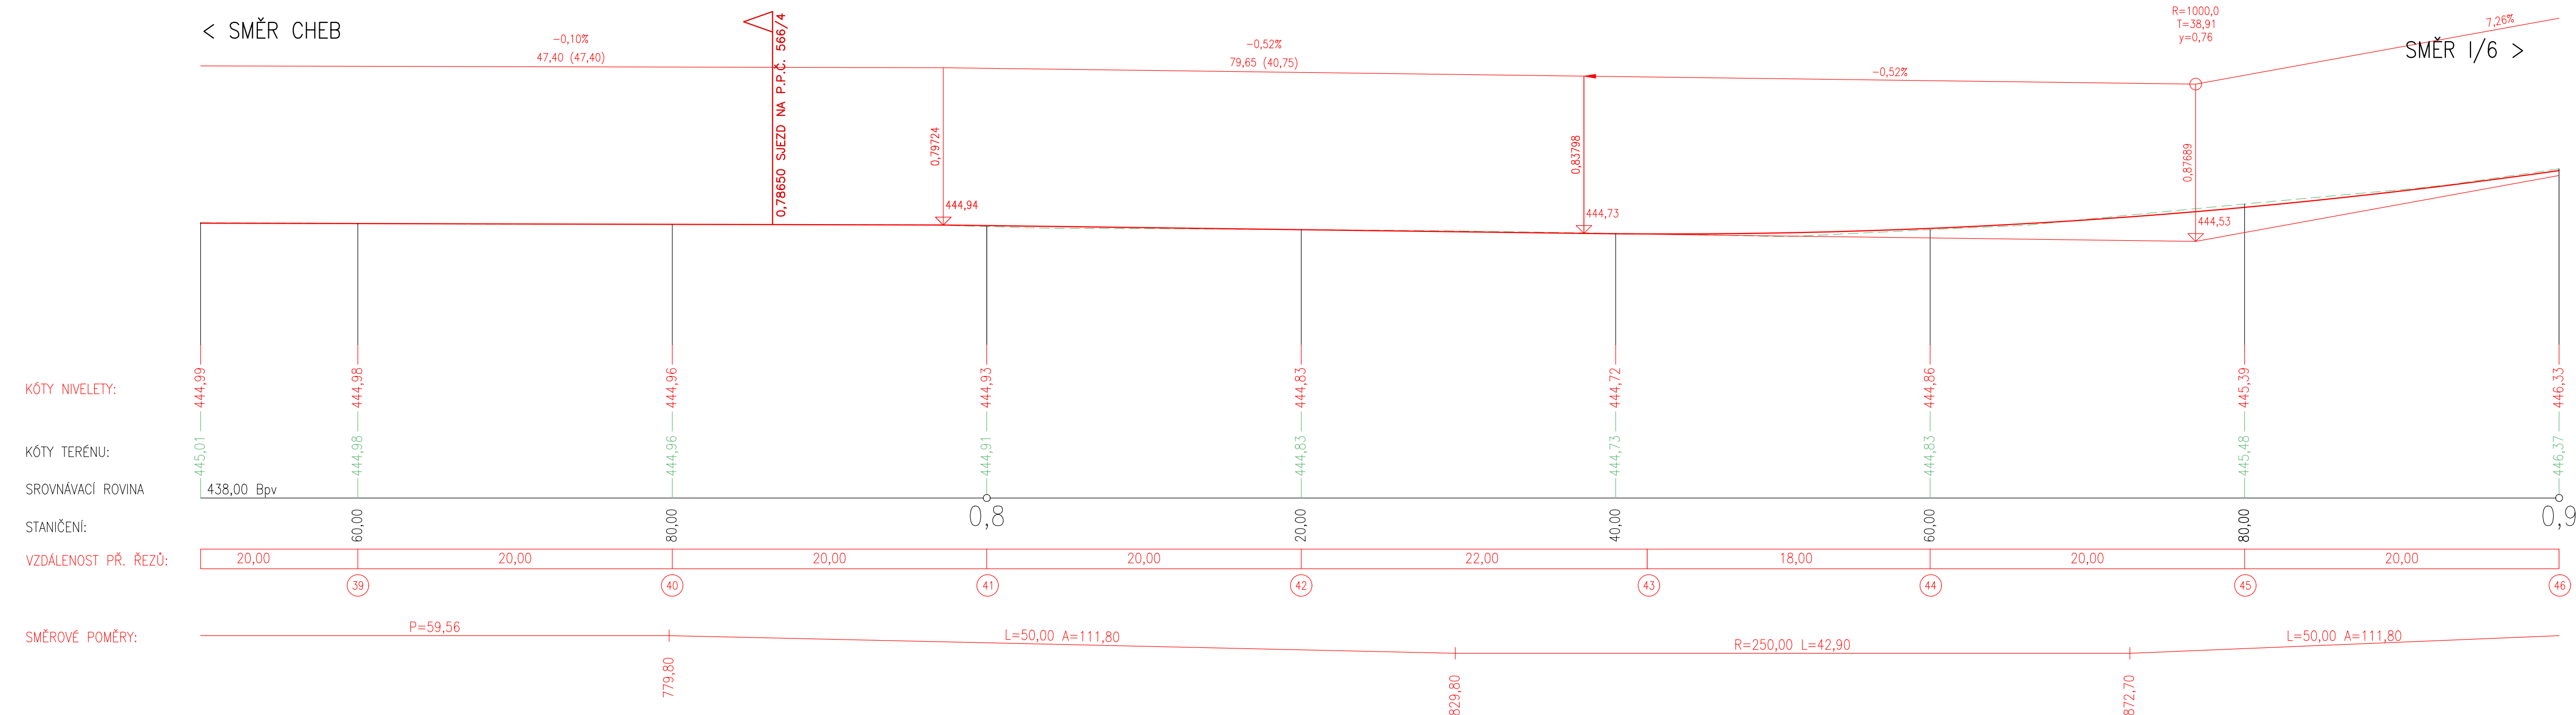 < SMĚR CHEB
-0,10%
47,40 (47,40)
0,78650 SJEZD NA P.P.Č. 566/4
-0,52%
79,65 (40,75)
-0,52%
R=1000,0
T=38,91
y=0,76
7,26%
SMĚR I/6 >
0,79724
444,94
0,83798
444,73
0,87689
444,53
KÓTY NIVELETY:
444,99 444,98 444,96 444,93 444,83 444,72 444,86 445,39 446,33
KÓTY TERÉNU:
445,01 444,98 444,96 444,91 444,83 444,73 444,83 445,48 446,37
SROVNÁVACÍ ROVINA 438,00 Bpv
STANIČENÍ:
60,00 80,00 0,8 20,00 40,00 60,00 80,00 0,9
VZDÁLENOST PŘ. ŘEZŮ:
20,00 20,00 20,00 20,00 22,00 18,00 20,00 20,00
39 40 41 42 43 44 45 46
SMĚROVÉ POMĚRY:
P=59,56 L=50,00 A=111,80 R=250,00 L=42,90 L=50,00 A=111,80
779,80 829,80 872,70